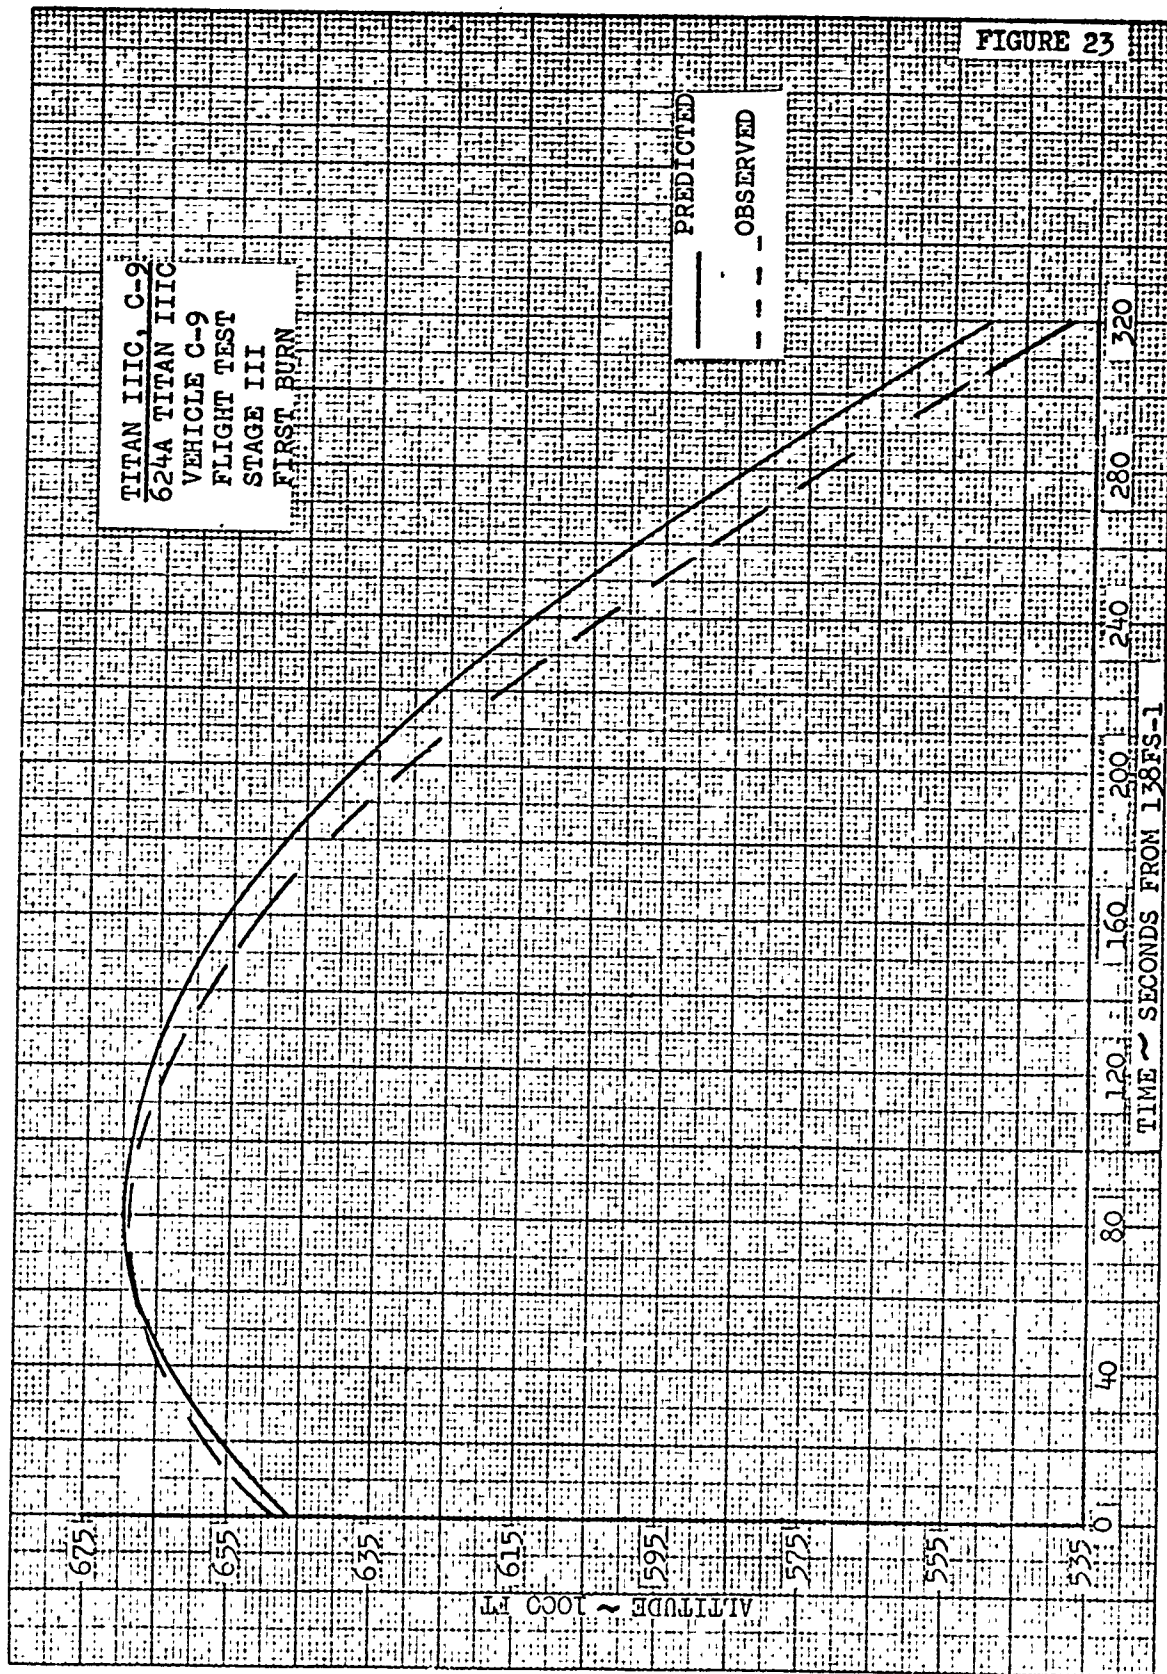 FIGURE 23
TITAN IIIC, C-9
624A TITAN IIIC
VEHICLE C-9
FLIGHT TEST
STAGE III
FIRST BURN
PREDICTED
OBSERVED
ALTITUDE ~ 1000 FT
675
655
635
615
595
575
555
535
0
40
80
120
160
200
240
280
320
TIME ~ SECONDS FROM 138FS-1